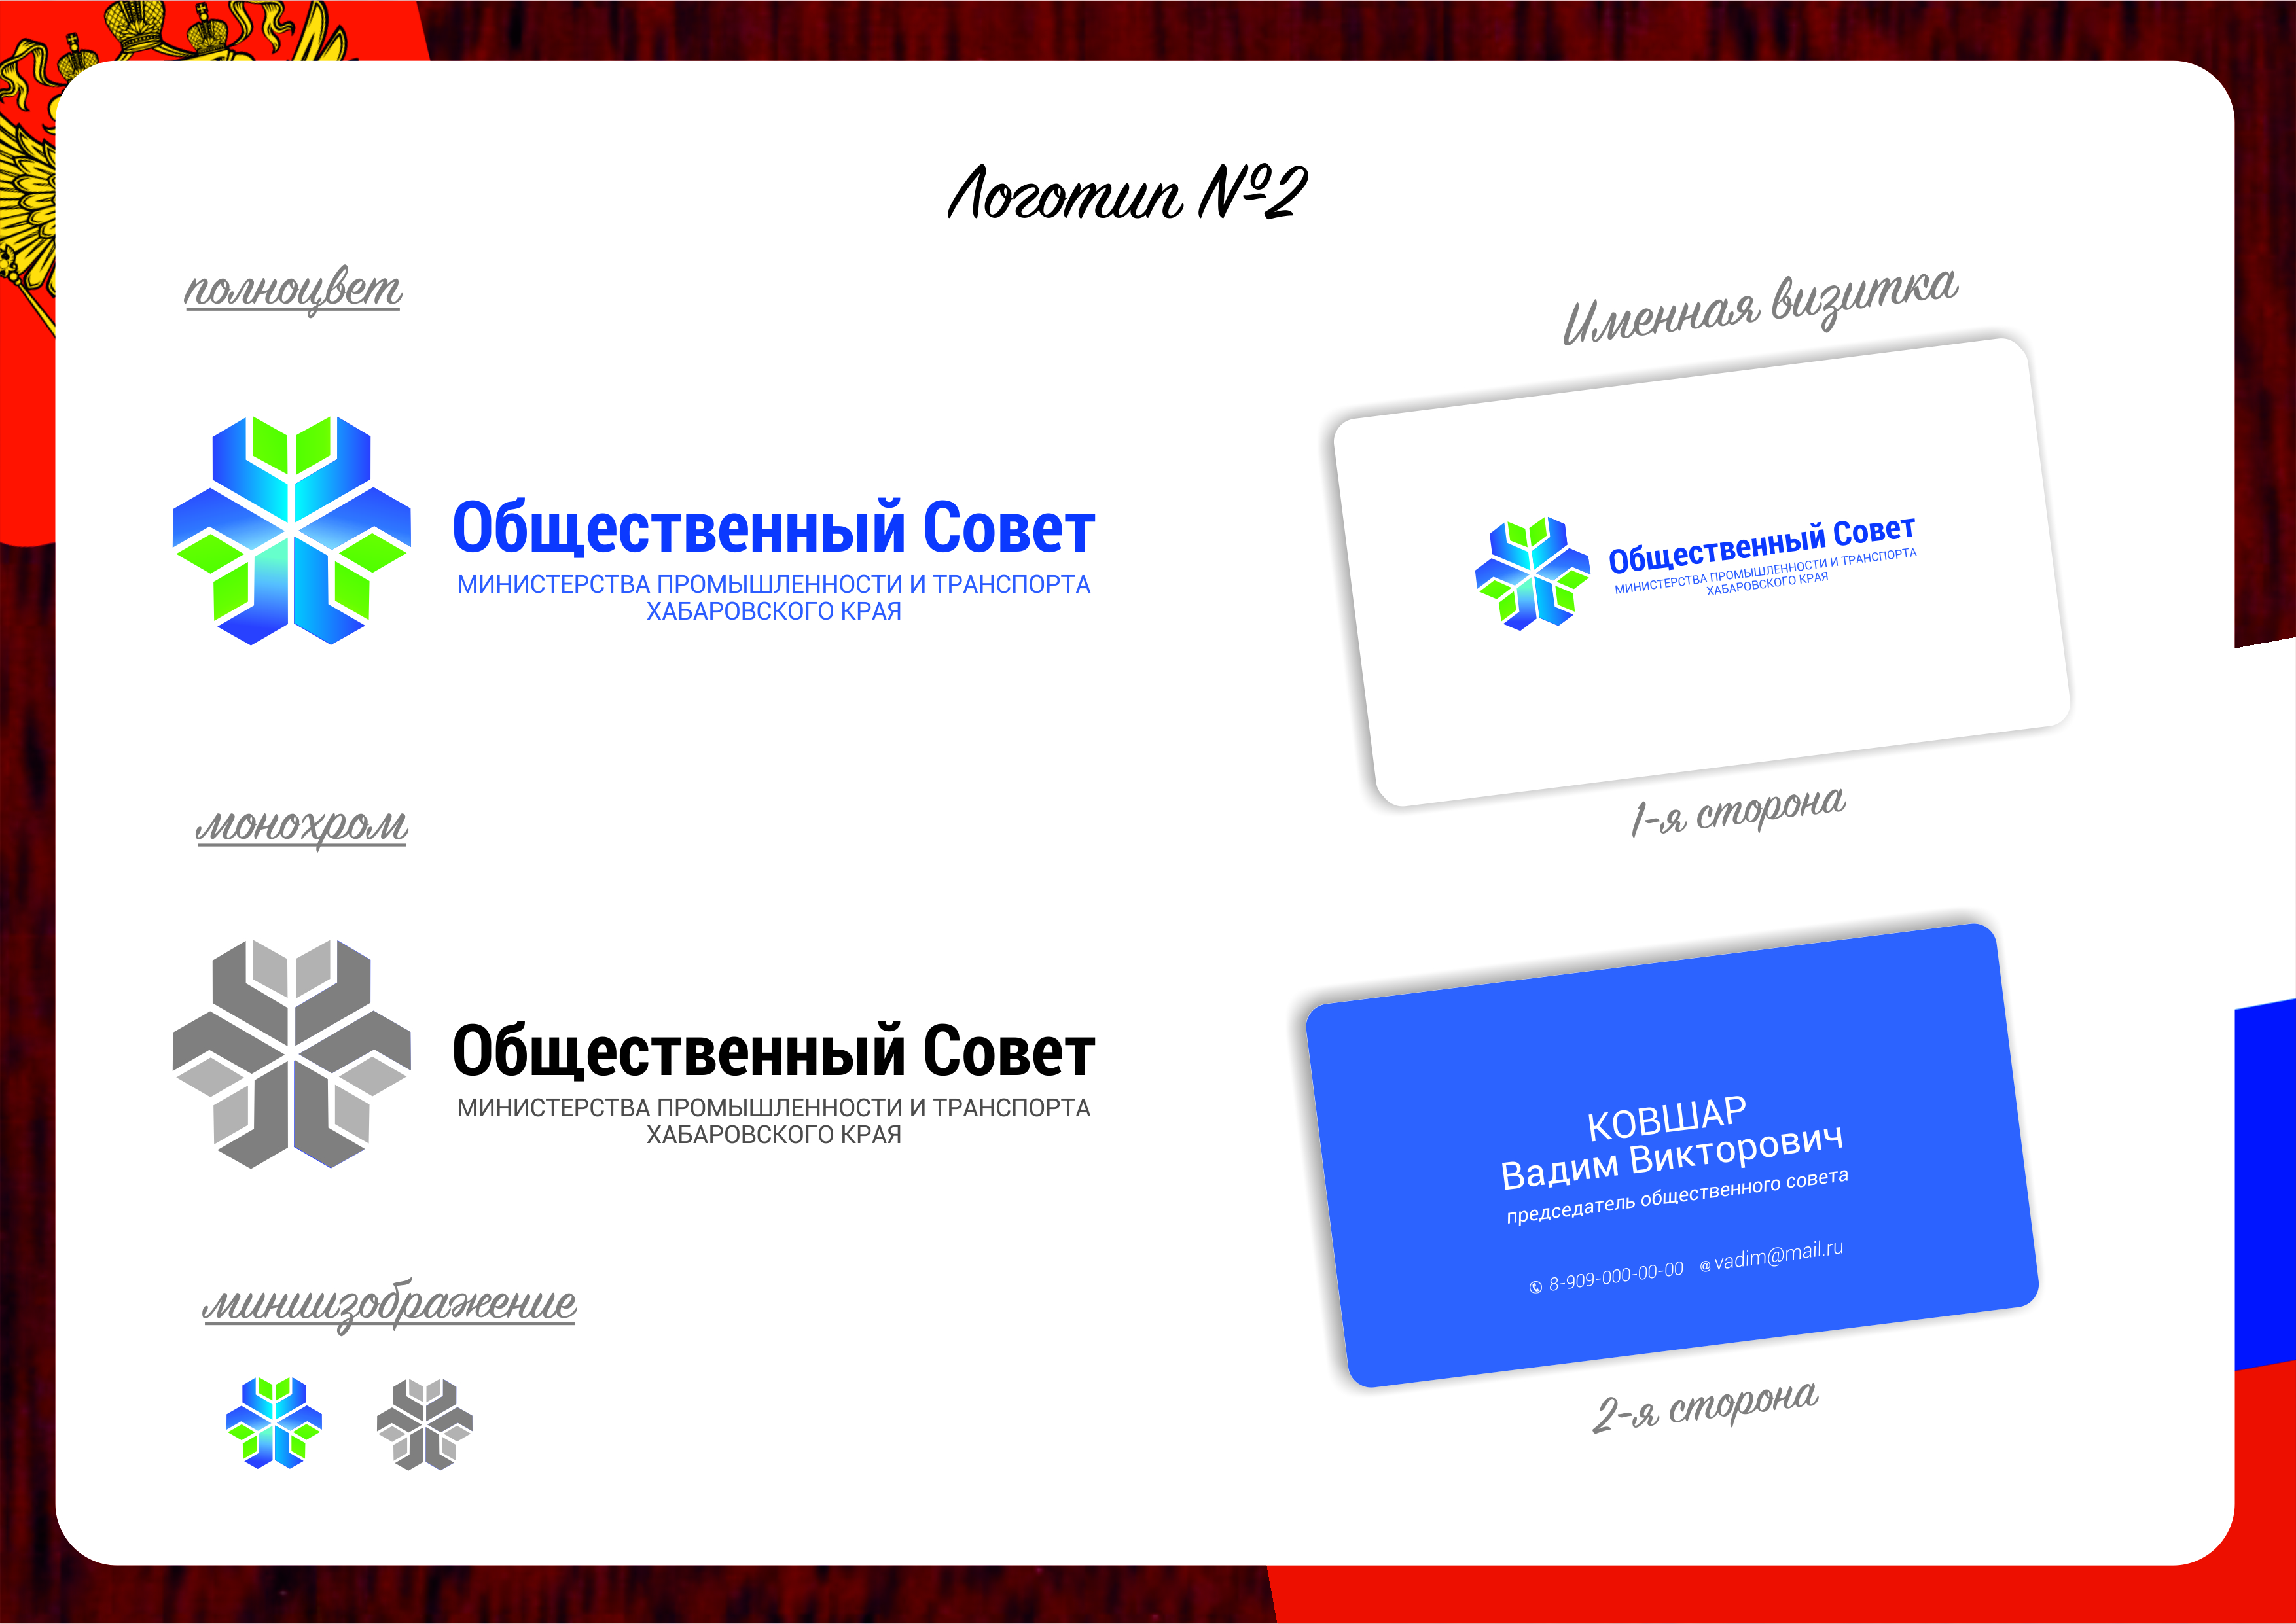 Логотип №2
полноцвет
Общественный Совет
МИНИСТЕРСТВА ПРОМЫШЛЕННОСТИ И ТРАНСПОРТА
ХАБАРОВСКОГО КРАЯ
монохром
Общественный Совет
МИНИСТЕРСТВА ПРОМЫШЛЕННОСТИ И ТРАНСПОРТА
ХАБАРОВСКОГО КРАЯ
миниизображение
Именная визитка
Общественный Совет
МИНИСТЕРСТВА ПРОМЫШЛЕННОСТИ И ТРАНСПОРТА
ХАБАРОВСКОГО КРАЯ
1-я сторона
КОВШАР
Вадим Викторович
председатель общественного совета
8-909-000-00-00 @ vadim@mail.ru
2-я сторона